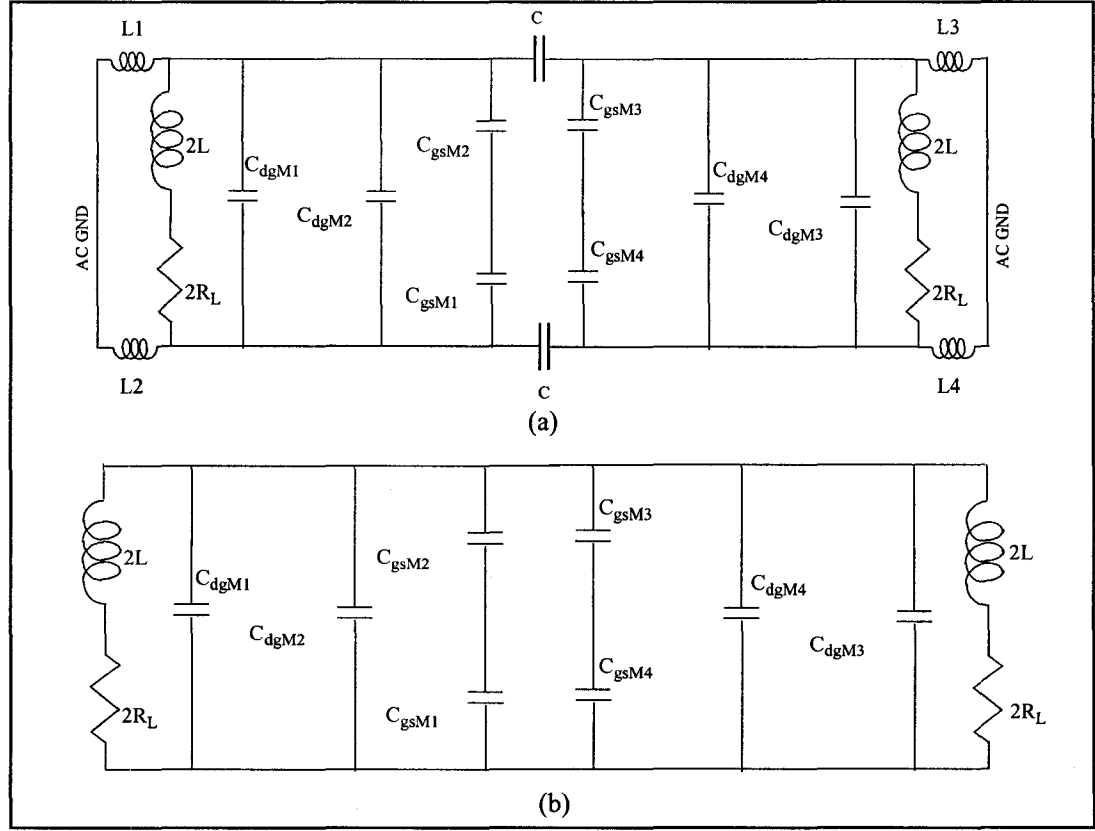 C
L1
L3
2L
C_dgM1
C_dgM2
C_gsM2
C_gsM1
C_gsM3
C_gsM4
C_dgM4
C_dgM3
2L
AC GND
2R_L
2R_L
AC GND
L2
C
L4
(a)
2L
C_dgM1
C_dgM2
C_gsM2
C_gsM1
C_gsM3
C_gsM4
C_dgM4
C_dgM3
2L
2R_L
2R_L
(b)